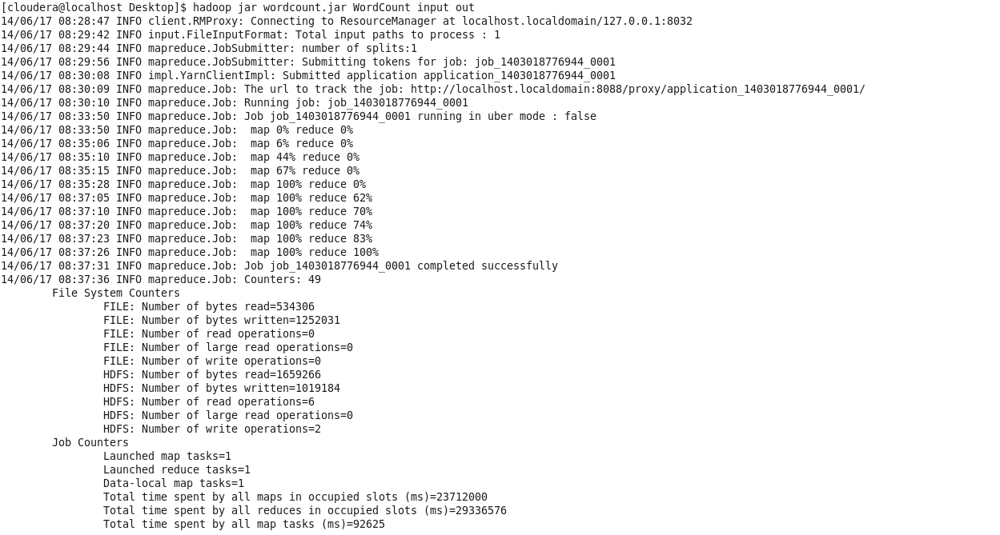 [cloudera@localhost Desktop]$ hadoop jar wordcount.jar WordCount input out
14/06/17 08:28:47 INFO client.RMProxy: Connecting to ResourceManager at localhost.localdomain/127.0.0.1:8032
14/06/17 08:29:42 INFO input.FileInputFormat: Total input paths to process : 1
14/06/17 08:29:44 INFO mapreduce.JobSubmitter: number of splits:1
14/06/17 08:29:56 INFO mapreduce.JobSubmitter: Submitting tokens for job: job_1403018776944_0001
14/06/17 08:30:08 INFO impl.YarnClientImpl: Submitted application application_1403018776944_0001
14/06/17 08:30:09 INFO mapreduce.Job: The url to track the job: http://localhost.localdomain:8088/proxy/application_1403018776944_0001/
14/06/17 08:30:10 INFO mapreduce.Job: Running job: job_1403018776944_0001
14/06/17 08:33:50 INFO mapreduce.Job: Job job_1403018776944_0001 running in uber mode : false
14/06/17 08:33:50 INFO mapreduce.Job:  map 0% reduce 0%
14/06/17 08:35:06 INFO mapreduce.Job:  map 6% reduce 0%
14/06/17 08:35:10 INFO mapreduce.Job:  map 44% reduce 0%
14/06/17 08:35:15 INFO mapreduce.Job:  map 67% reduce 0%
14/06/17 08:35:28 INFO mapreduce.Job:  map 100% reduce 0%
14/06/17 08:37:05 INFO mapreduce.Job:  map 100% reduce 62%
14/06/17 08:37:10 INFO mapreduce.Job:  map 100% reduce 70%
14/06/17 08:37:20 INFO mapreduce.Job:  map 100% reduce 74%
14/06/17 08:37:23 INFO mapreduce.Job:  map 100% reduce 83%
14/06/17 08:37:26 INFO mapreduce.Job:  map 100% reduce 100%
14/06/17 08:37:31 INFO mapreduce.Job: Job job_1403018776944_0001 completed successfully
14/06/17 08:37:36 INFO mapreduce.Job: Counters: 49
File System Counters
FILE: Number of bytes read=534306
FILE: Number of bytes written=1252031
FILE: Number of read operations=0
FILE: Number of large read operations=0
FILE: Number of write operations=0
HDFS: Number of bytes read=1659266
HDFS: Number of bytes written=1019184
HDFS: Number of read operations=6
HDFS: Number of large read operations=0
HDFS: Number of write operations=2
Job Counters
Launched map tasks=1
Launched reduce tasks=1
Data-local map tasks=1
Total time spent by all maps in occupied slots (ms)=23712000
Total time spent by all reduces in occupied slots (ms)=29336576
Total time spent by all map tasks (ms)=92625